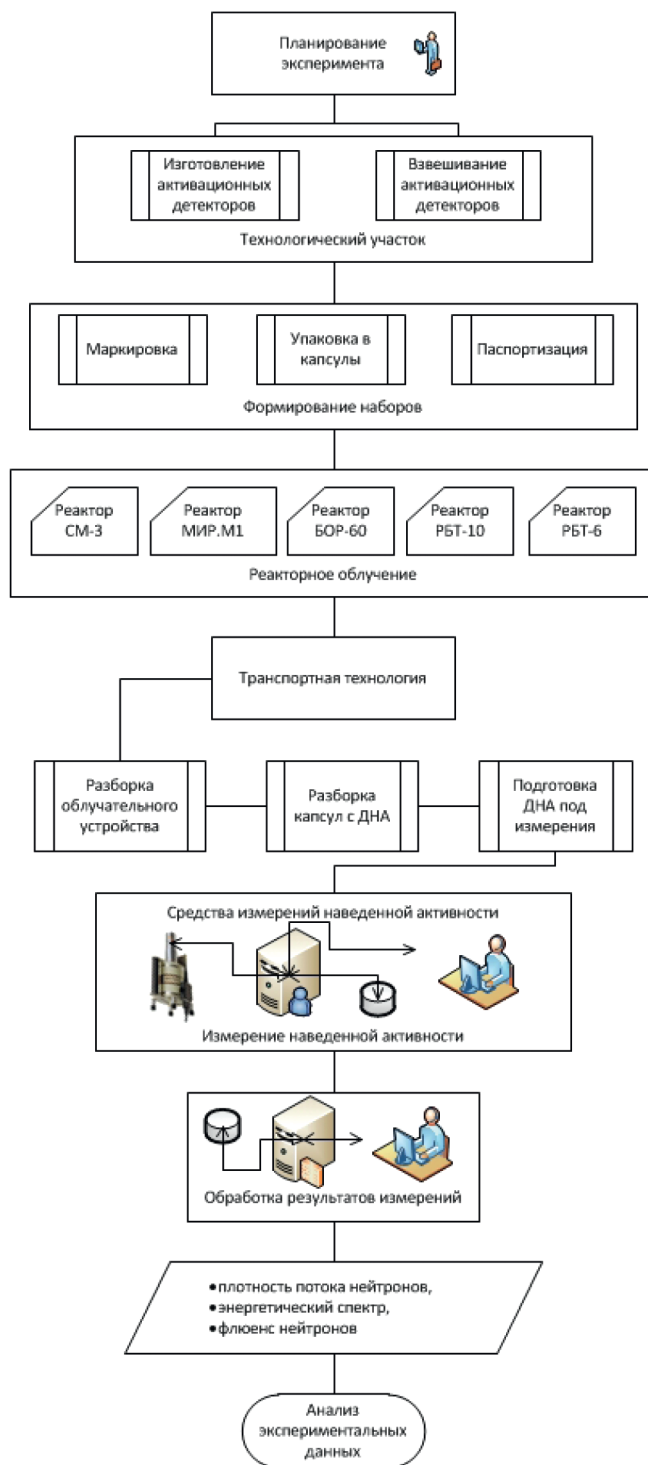 Планирование
эксперимента
Изготовление
активационных
детекторов
Взвешивание
активационных
детекторов
Технологический участок
Маркировка
Упаковка в
капсулы
Паспортизация
Формирование наборов
Реактор
СМ-3
Реактор
МИР.М1
Реактор
БОР-60
Реактор
РБТ-10
Реактор
РБТ-6
Реакторное облучение
Транспортная технология
Разборка
облучательного
устройства
Разборка
капсул с ДНА
Подготовка
ДНА под
измерения
Средства измерений наведенной активности
Измерение наведенной активности
Обработка результатов измерений
•плотность потока нейтронов,
•энергетический спектр,
•флюенс нейтронов
Анализ
экспериментальных
данных